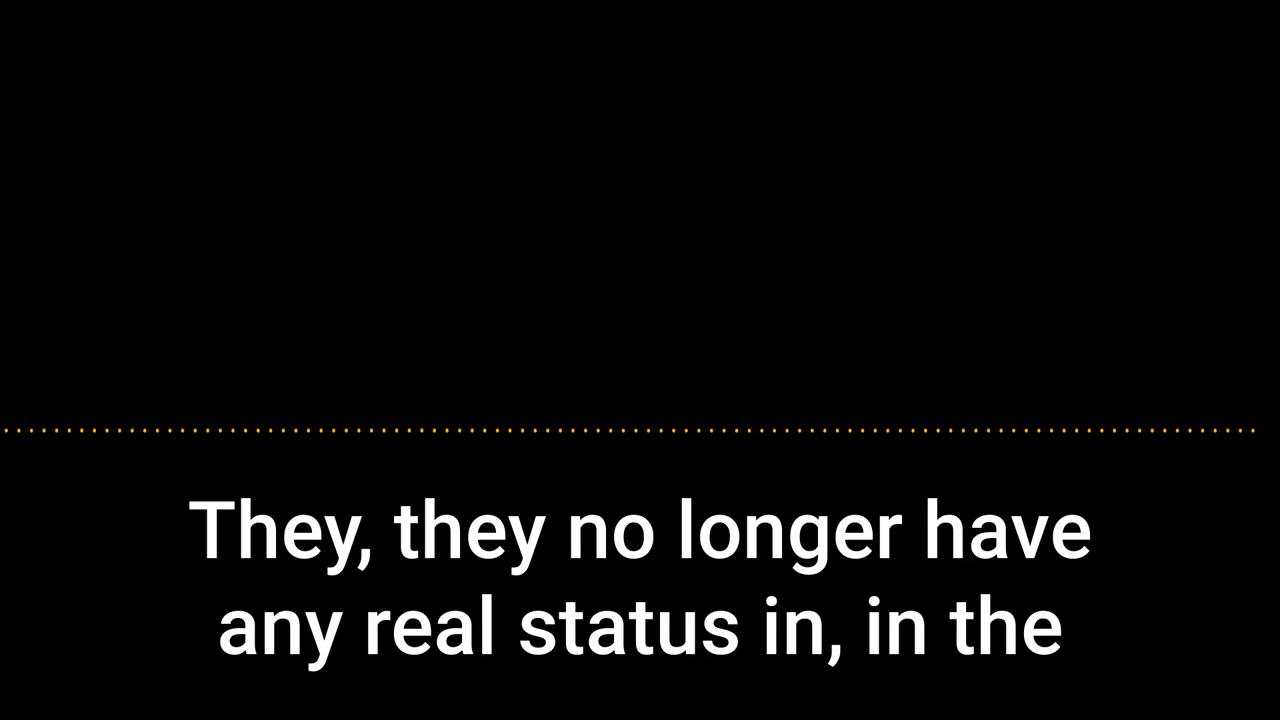 They, they no longer have
any real status in, in the